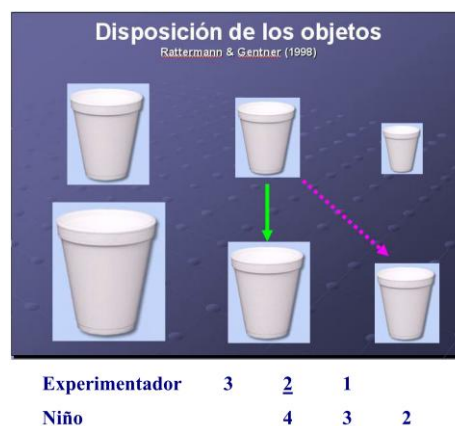 Disposición de los objetos
Rattermann & Gentner (1998)
Experimentador 3 2 1
Niño 4 3 2